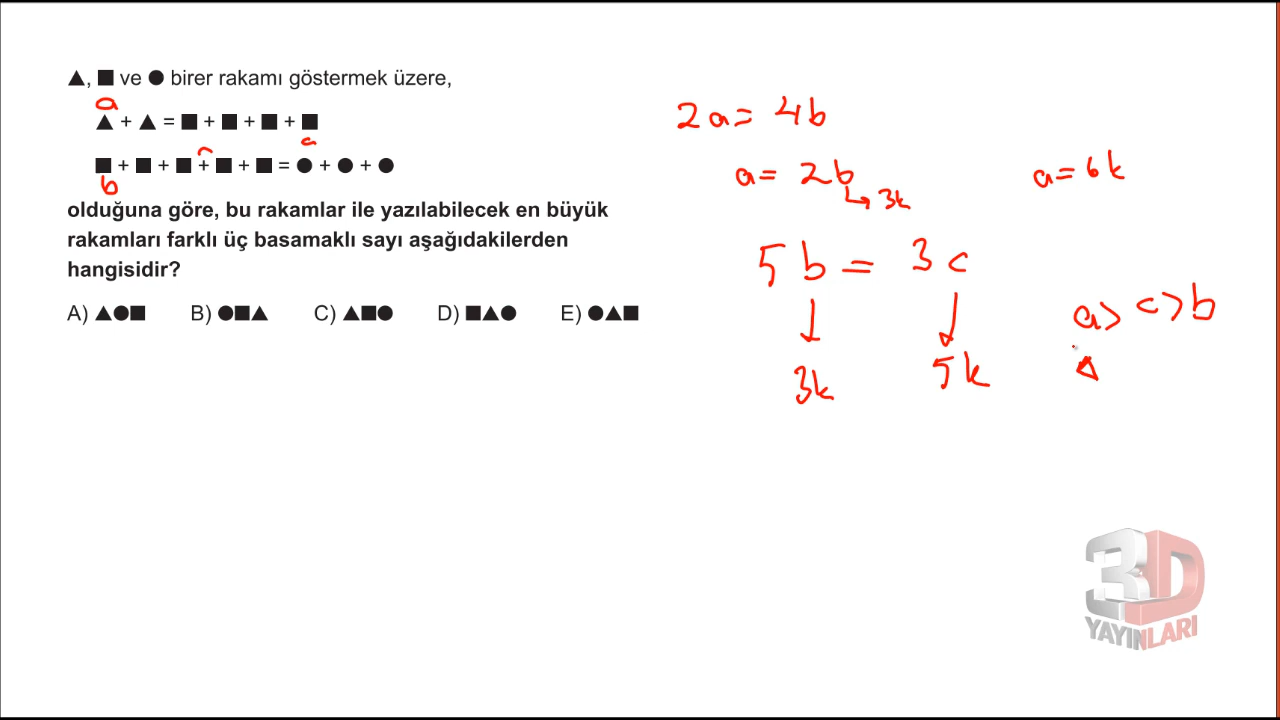 ▲, ■ ve ● birer rakamı göstermek üzere,
a
▲ + ▲ = ■ + ■ + ■ + ■
■ + ■ + ■ + ■ + ■ = ● + ● + ●
b
olduğuna göre, bu rakamlar ile yazılabilecek en büyük
rakamları farklı üç basamaklı sayı aşağıdakilerden
hangisidir?
A) ▲●■ B) ●■▲ C) ▲■● D) ■▲● E) ●▲■
2a = 4b
a = 2b
↳ 3k
a = 6k
5b = 3c
↓ ↓
3k 5k
a > c > b
△
3D
YAYINLARI